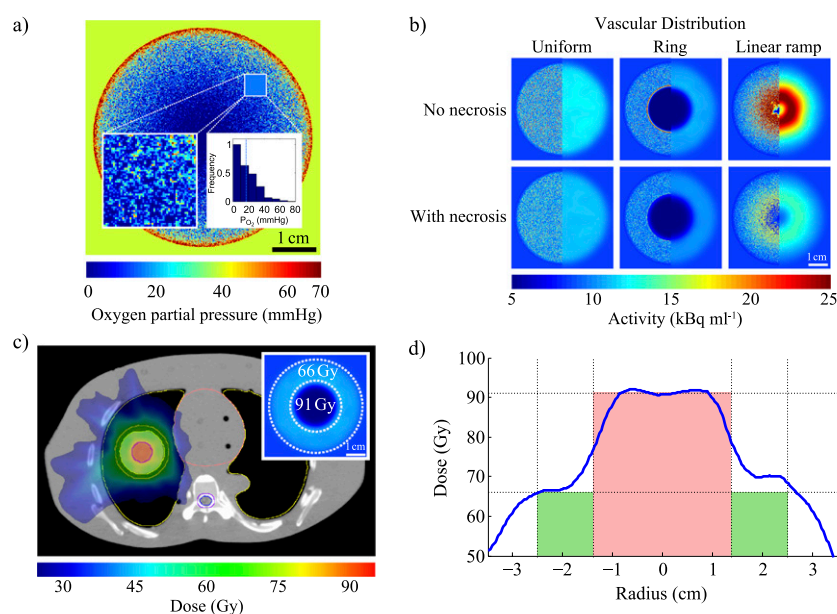 a)
1
0.5
0
Frequency
0 20 40 60 80
PO2 (mmHg)
1 cm
0 20 40 60 70
Oxygen partial pressure (mmHg)
b)
Vascular Distribution
Uniform Ring Linear ramp
No necrosis
With necrosis
1 cm
5 10 15 20 25
Activity (kBq ml⁻¹)
c)
66 Gy
91 Gy
1 cm
30 45 60 75 90
Dose (Gy)
d)
100
90
80
70
60
50
Dose (Gy)
−3 −2 −1 0 1 2 3
Radius (cm)